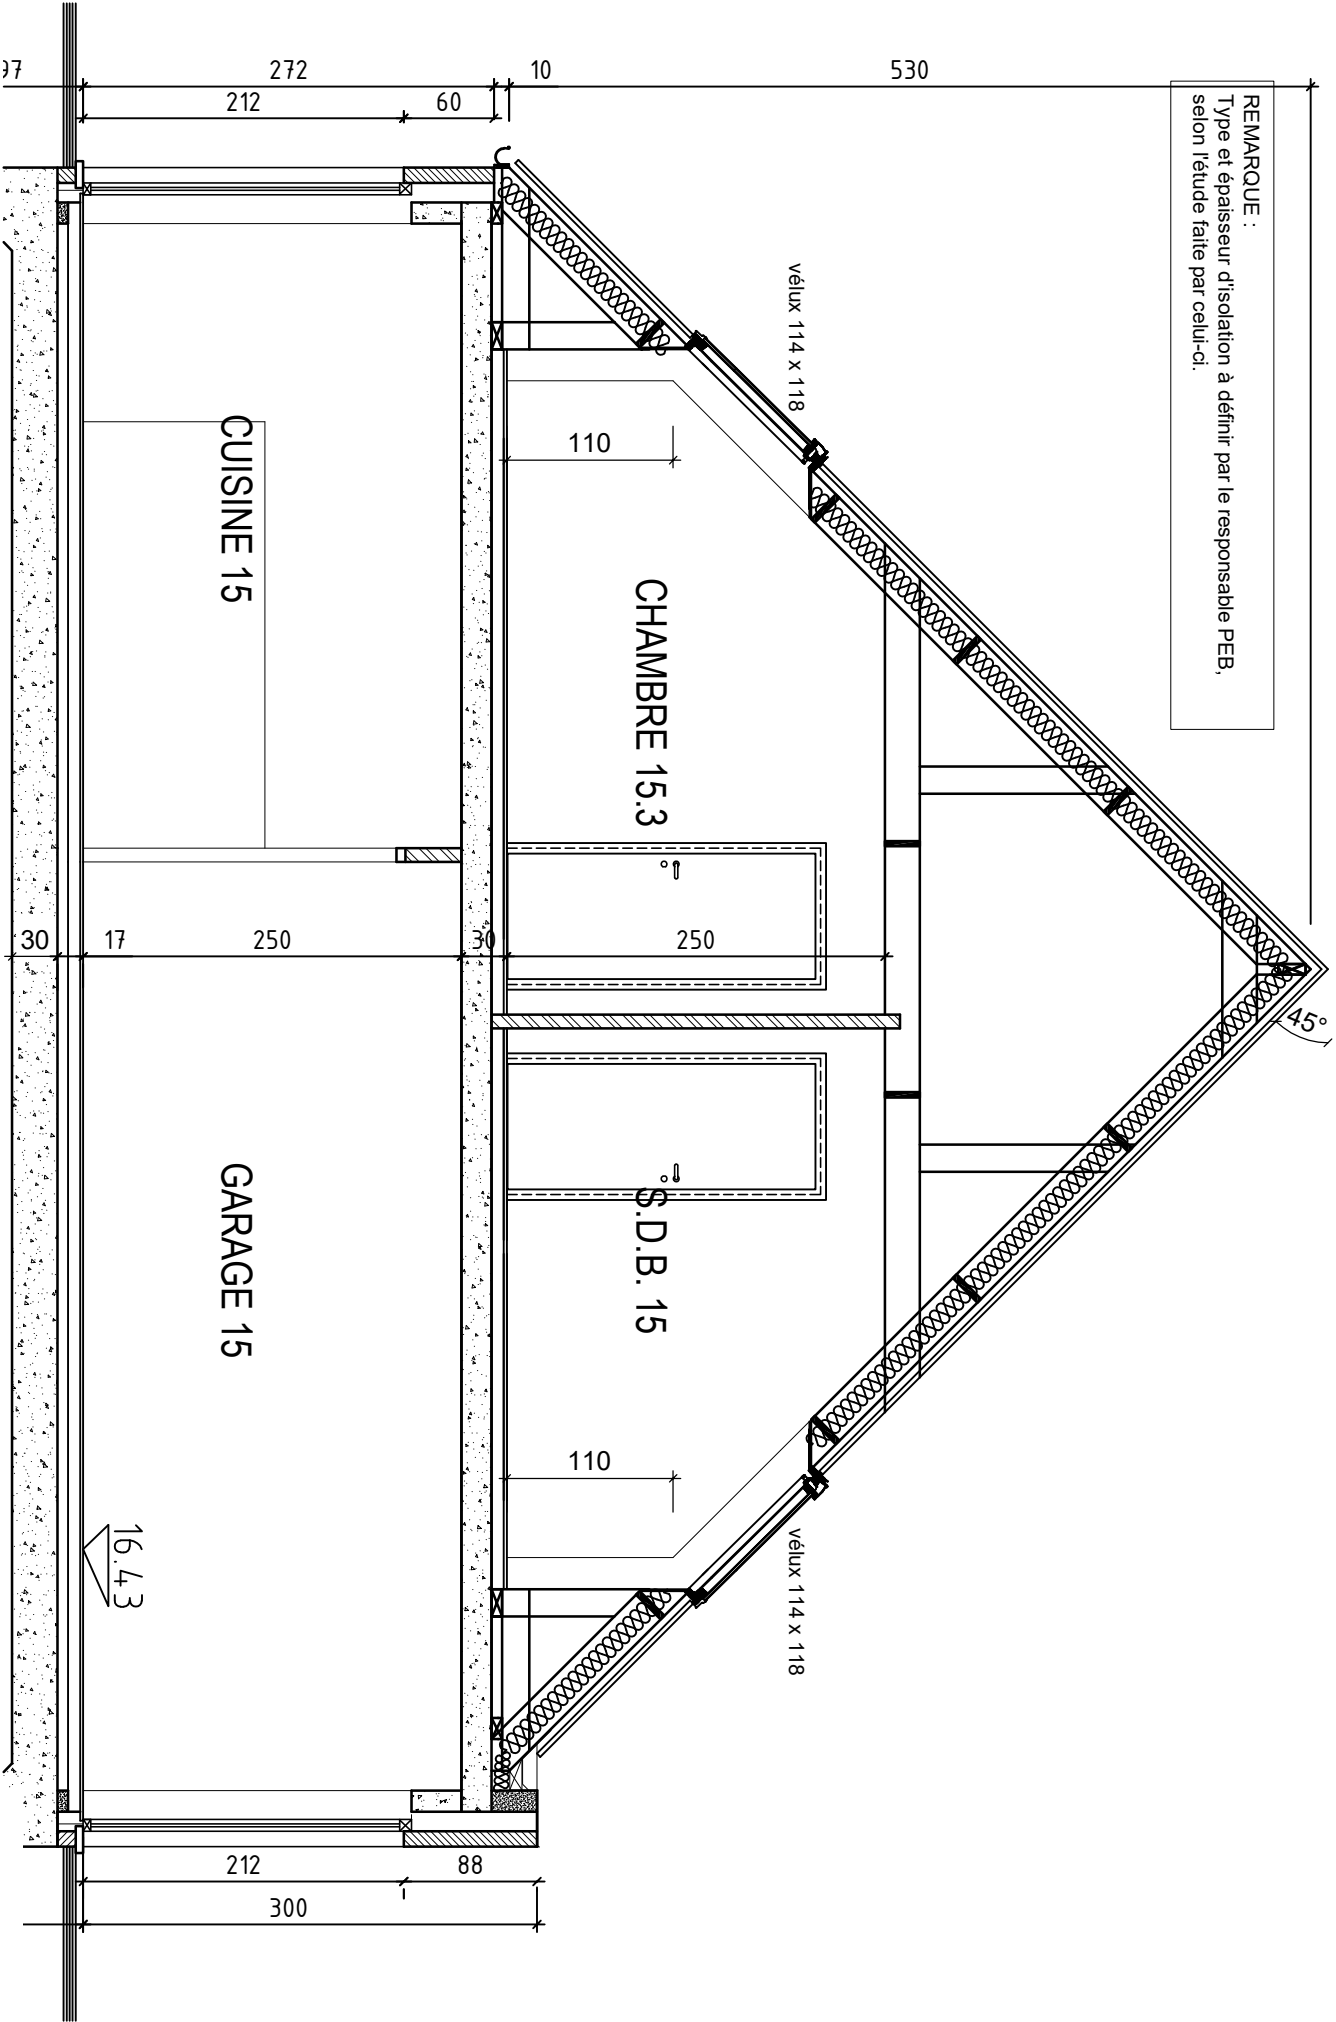 REMARQUE :
Type et épaisseur d'isolation à définir par le responsable PEB,
selon l'étude faite par celui-ci.
97
272
10
530
212
60
vélux 114 x 118
110
CUISINE 15
CHAMBRE 15.3
30
17
250
30
250
45°
GARAGE 15
S.D.B. 15
110
vélux 114 x 118
16.43
212
88
300